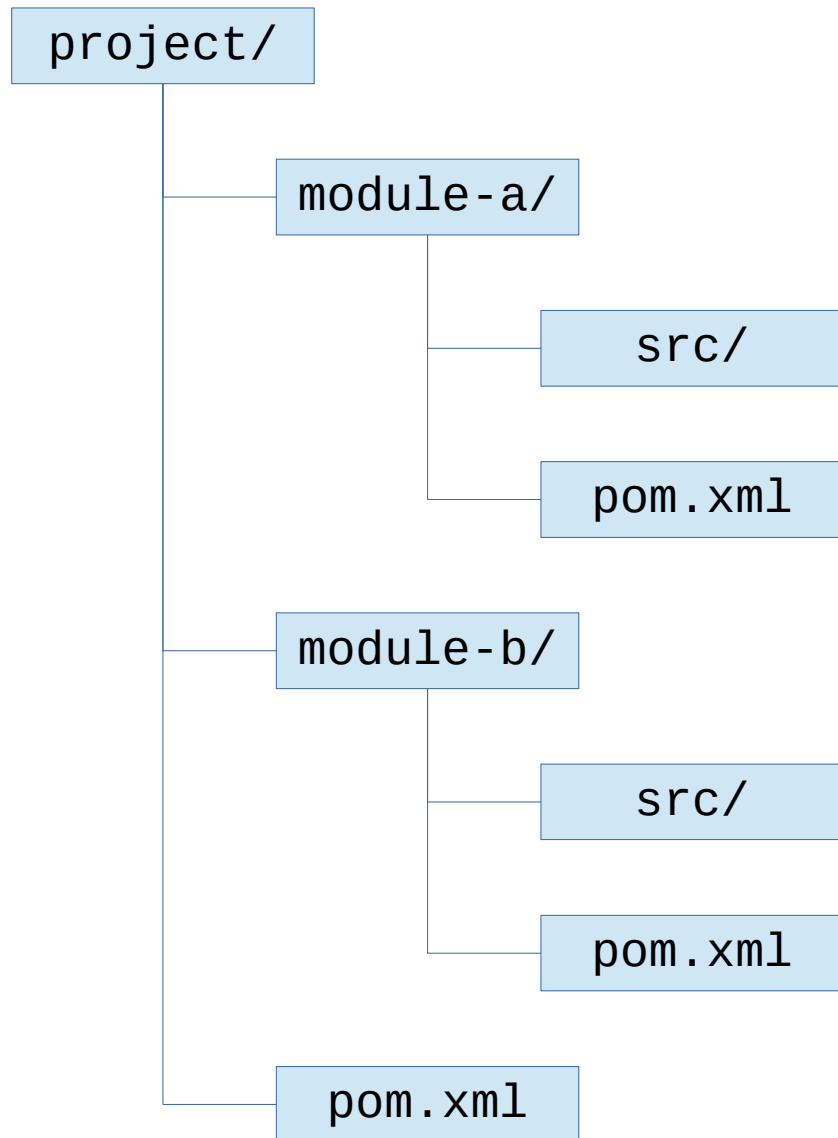 project/
module-a/
src/
pom.xml
module-b/
src/
pom.xml
pom.xml